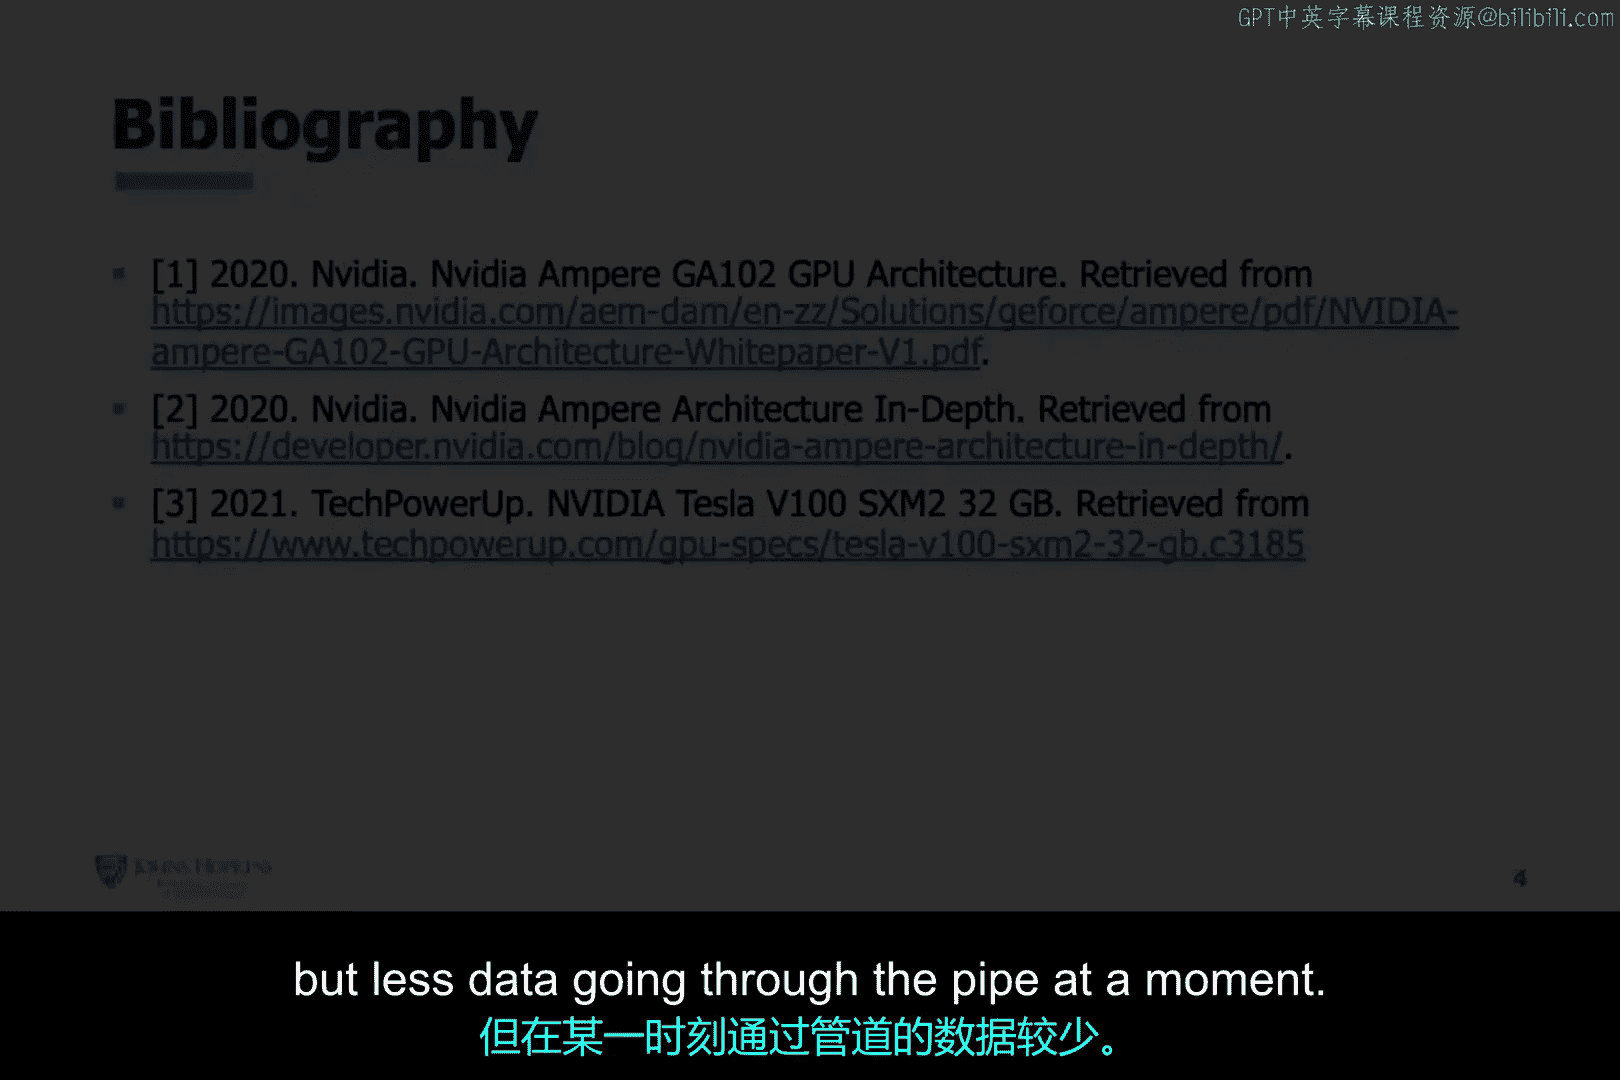 GPT中英字幕课程资源@bilibili.com
Bibliography
[1] 2020. Nvidia. Nvidia Ampere GA102 GPU Architecture. Retrieved from
https://images.nvidia.com/aem-dam/en-zz/Solutions/geforce/ampere/pdf/NVIDIA-
ampere-GA102-GPU-Architecture-Whitepaper-V1.pdf.
[2] 2020. Nvidia. Nvidia Ampere Architecture In-Depth. Retrieved from
https://developer.nvidia.com/blog/nvidia-ampere-architecture-in-depth/.
[3] 2021. TechPowerUp. NVIDIA Tesla V100 SXM2 32 GB. Retrieved from
https://www.techpowerup.com/gpu-specs/tesla-v100-sxm2-32-gb.c3185
JOHNS HOPKINS
4
but less data going through the pipe at a moment.
但在某一时刻通过管道的数据较少。